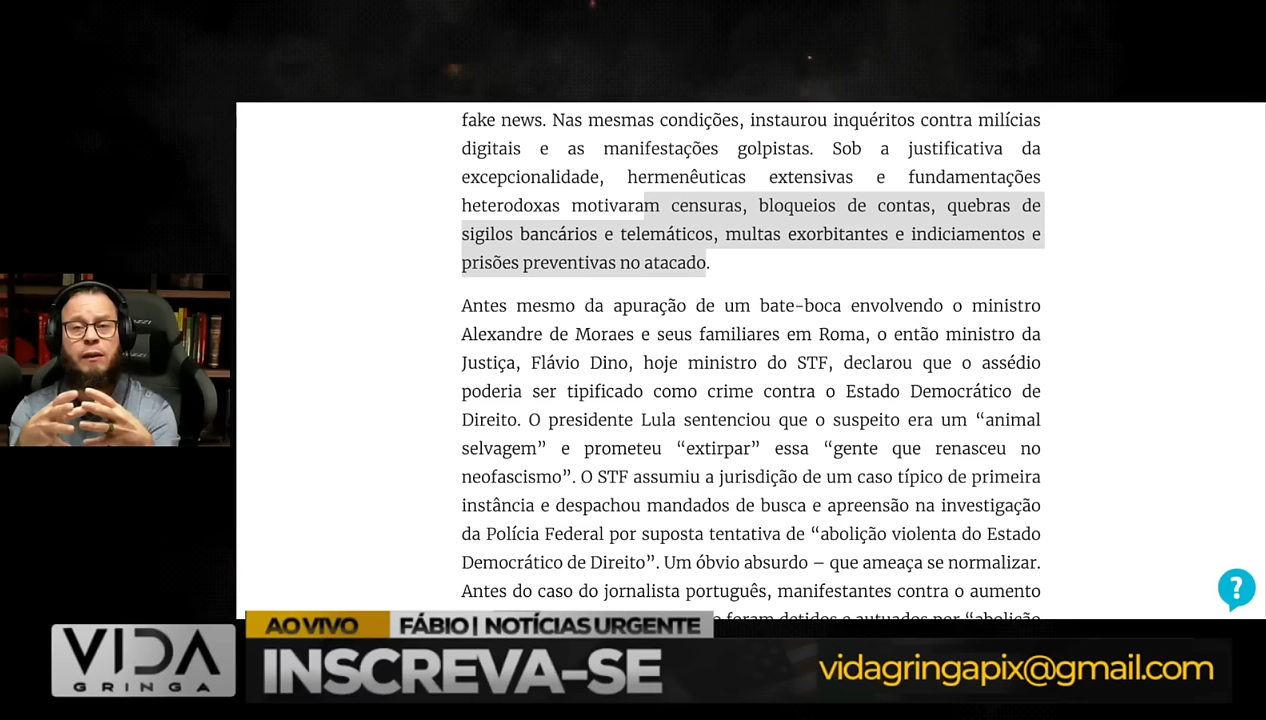 fake news. Nas mesmas condições, instaurou inquéritos contra milícias
digitais e as manifestações golpistas. Sob a justificativa da
excepcionalidade, hermenêuticas extensivas e fundamentações
heterodoxas motivaram censuras, bloqueios de contas, quebras de
sigilos bancários e telemáticos, multas exorbitantes e indiciamentos e
prisões preventivas no atacado.
Antes mesmo da apuração de um bate-boca envolvendo o ministro
Alexandre de Moraes e seus familiares em Roma, o então ministro da
Justiça, Flávio Dino, hoje ministro do STF, declarou que o assédio
poderia ser tipificado como crime contra o Estado Democrático de
Direito. O presidente Lula sentenciou que o suspeito era um “animal
selvagem” e prometeu “extirpar” essa “gente que renasceu no
neofascismo”. O STF assumiu a jurisdição de um caso típico de primeira
instância e despachou mandados de busca e apreensão na investigação
da Polícia Federal por suposta tentativa de “abolição violenta do Estado
Democrático de Direito”. Um óbvio absurdo – que ameaça se normalizar.
Antes do caso do jornalista português, manifestantes contra o aumento
foram detidos e autuados por “abolição
?
AO VIVO FÁBIO | NOTÍCIAS URGENTE
VIDA
GRINGA
INSCREVA-SE
vidagringapix@gmail.com